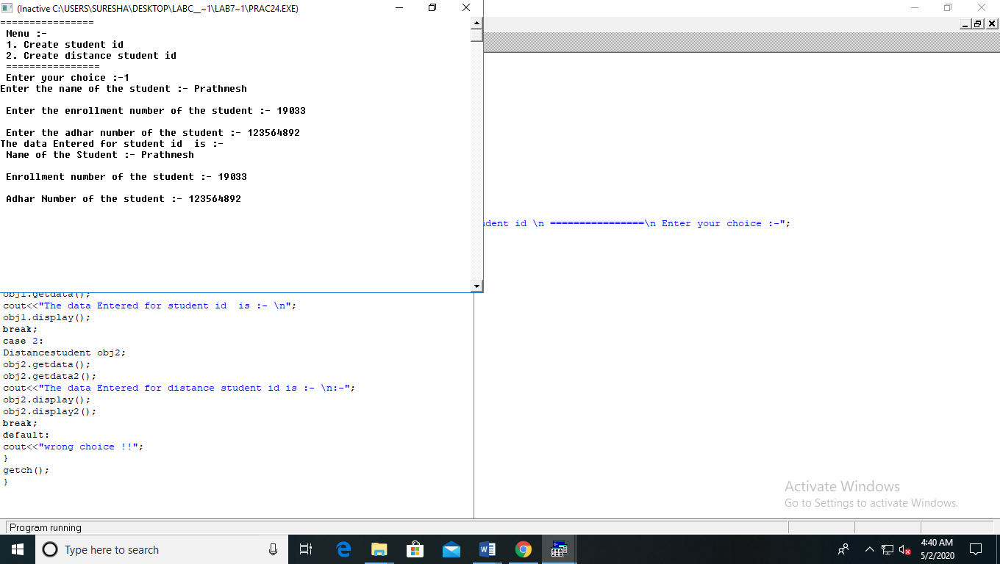 (Inactive C:\USERS\SURESHA\DESKTOP\LABC__~1\LAB7~1\PRAC24.EXE)
================
Menu :-
1. Create student id
2. Create distance student id
================
Enter your choice :-1
Enter the name of the student :- Prathmesh
Enter the enrollment number of the student :- 19033
Enter the adhar number of the student :- 123564892
The data Entered for student id  is :-
Name of the Student :- Prathmesh
Enrollment number of the student :- 19033
Adhar Number of the student :- 123564892
dent id \n ================\n Enter your choice :-";
obj1.getdata();
cout<<"The data Entered for student id  is :- \n";
obj1.display();
break;
case 2:
Distancestudent obj2;
obj2.getdata();
obj2.getdata2();
cout<<"The data Entered for distance student id is :- \n:-";
obj2.display();
obj2.display2();
break;
default:
cout<<"wrong choice !!";
}
getch();
}
Activate Windows
Go to Settings to activate Windows.
Program running
Type here to search
4:40 AM
5/2/2020